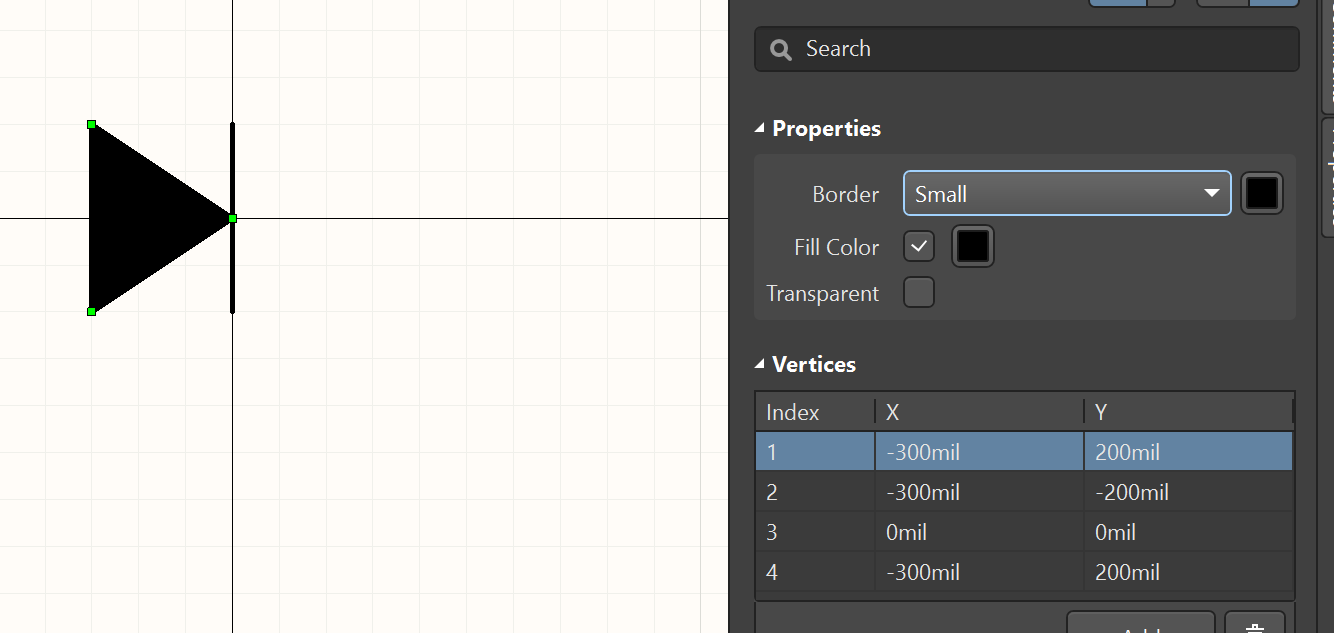 Search
Properties
Border Small
Fill Color
Transparent
Vertices
Index X Y
1 -300mil 200mil
2 -300mil -200mil
3 0mil 0mil
4 -300mil 200mil